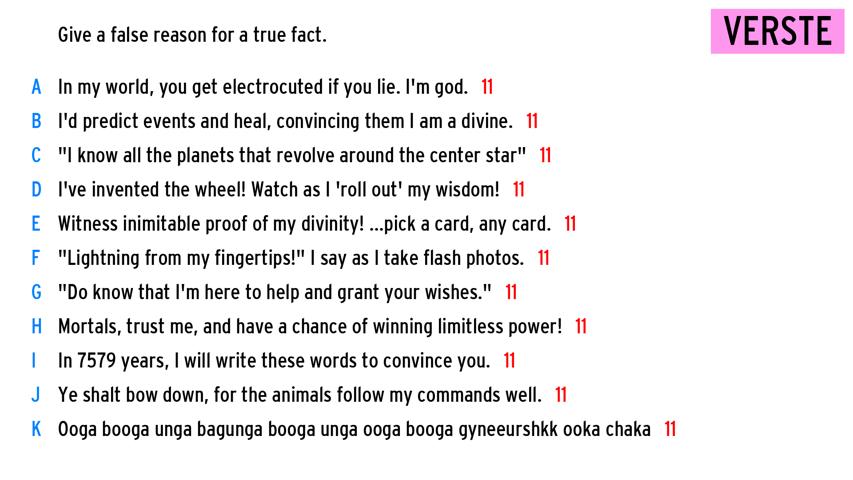 Give a false reason for a true fact.
VERSTE
A In my world, you get electrocuted if you lie. I'm god. 11
B I'd predict events and heal, convincing them I am a divine. 11
C "I know all the planets that revolve around the center star" 11
D I've invented the wheel! Watch as I 'roll out' my wisdom! 11
E Witness inimitable proof of my divinity! ...pick a card, any card. 11
F "Lightning from my fingertips!" I say as I take flash photos. 11
G "Do know that I'm here to help and grant your wishes." 11
H Mortals, trust me, and have a chance of winning limitless power! 11
I In 7579 years, I will write these words to convince you. 11
J Ye shalt bow down, for the animals follow my commands well. 11
K Ooga booga unga bagunga booga unga ooga booga gyneeurshkk ooka chaka 11